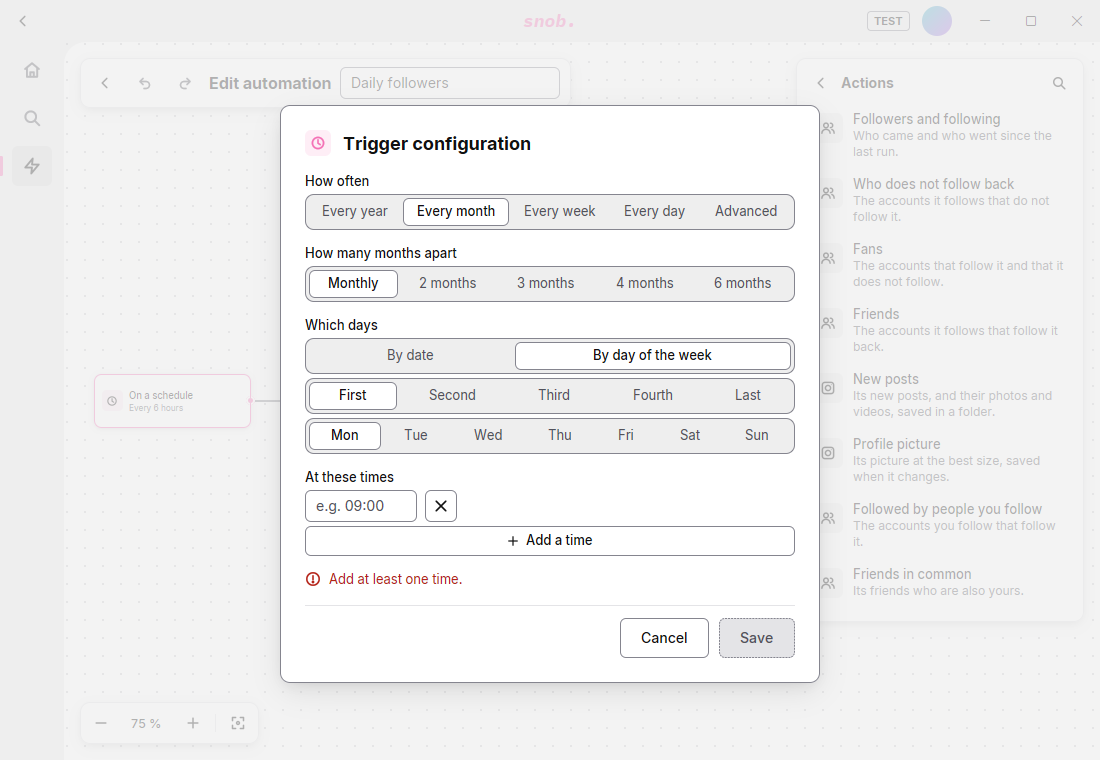 snob.
TEST
Edit automation
Daily followers
Actions
Followers and following
Who came and who went since the
last run.
Who does not follow back
The accounts it follows that do not
follow it.
Fans
The accounts that follow it and that it
does not follow.
Friends
The accounts it follows that follow it
back.
New posts
Its new posts, and their photos and
videos, saved in a folder.
Profile picture
Its picture at the best size, saved
when it changes.
Followed by people you follow
The accounts you follow that follow
it.
Friends in common
Its friends who are also yours.
On a schedule
Every 6 hours
Trigger configuration
How often
Every year Every month Every week Every day Advanced
How many months apart
Monthly 2 months 3 months 4 months 6 months
Which days
By date By day of the week
First Second Third Fourth Last
Mon Tue Wed Thu Fri Sat Sun
At these times
e.g. 09:00
Add a time
Add at least one time.
Cancel Save
75 %